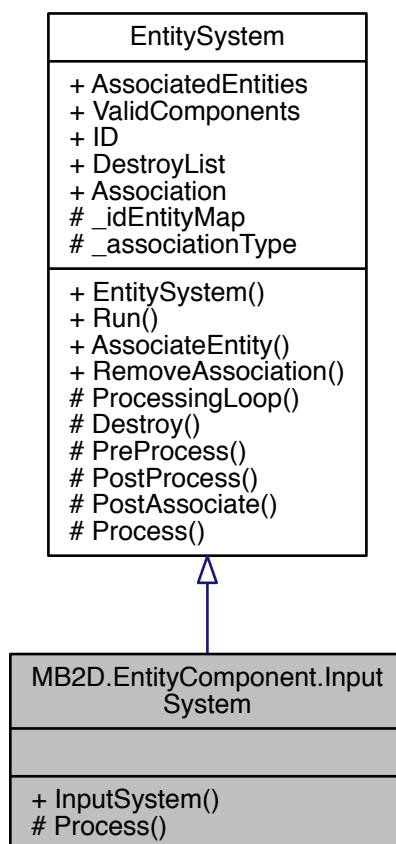 EntitySystem
+ AssociatedEntities
+ ValidComponents
+ ID
+ DestroyList
+ Association
# _idEntityMap
# _associationType
+ EntitySystem()
+ Run()
+ AssociateEntity()
+ RemoveAssociation()
# ProcessingLoop()
# Destroy()
# PreProcess()
# PostProcess()
# PostAssociate()
# Process()
MB2D.EntityComponent.Input
System
+ InputSystem()
# Process()